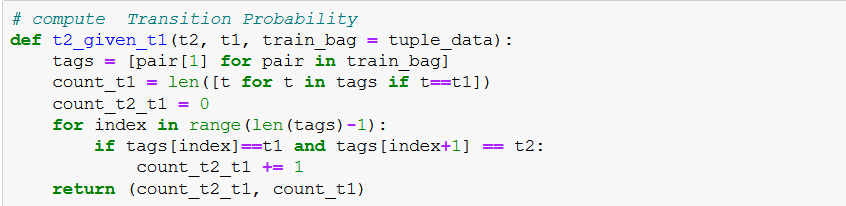 # compute  Transition Probability
def t2_given_t1(t2, t1, train_bag = tuple_data):
    tags = [pair[1] for pair in train_bag]
    count_t1 = len([t for t in tags if t==t1])
    count_t2_t1 = 0
    for index in range(len(tags)-1):
        if tags[index]==t1 and tags[index+1] == t2:
            count_t2_t1 += 1
    return (count_t2_t1, count_t1)